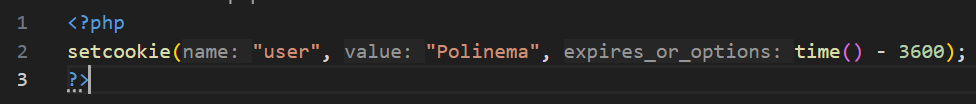 1 <?php
2 setcookie(name: "user", value: "Polinema", expires_or_options: time() - 3600);
3 ?>